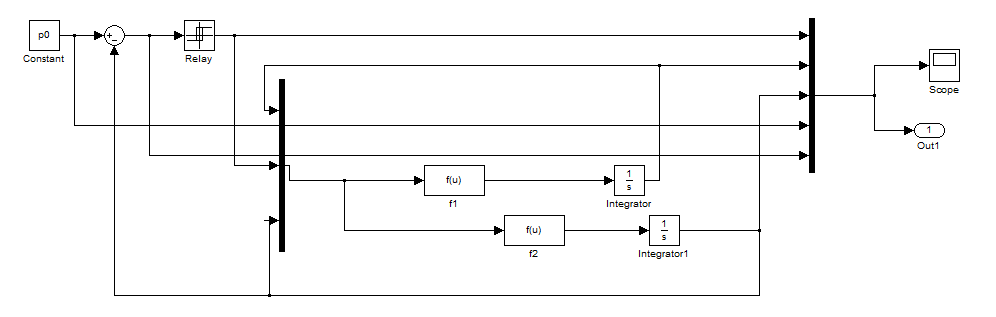 p0
Constant
+
−
Relay
f(u)
f1
1
s
Integrator
f(u)
f2
1
s
Integrator1
Scope
1
Out1